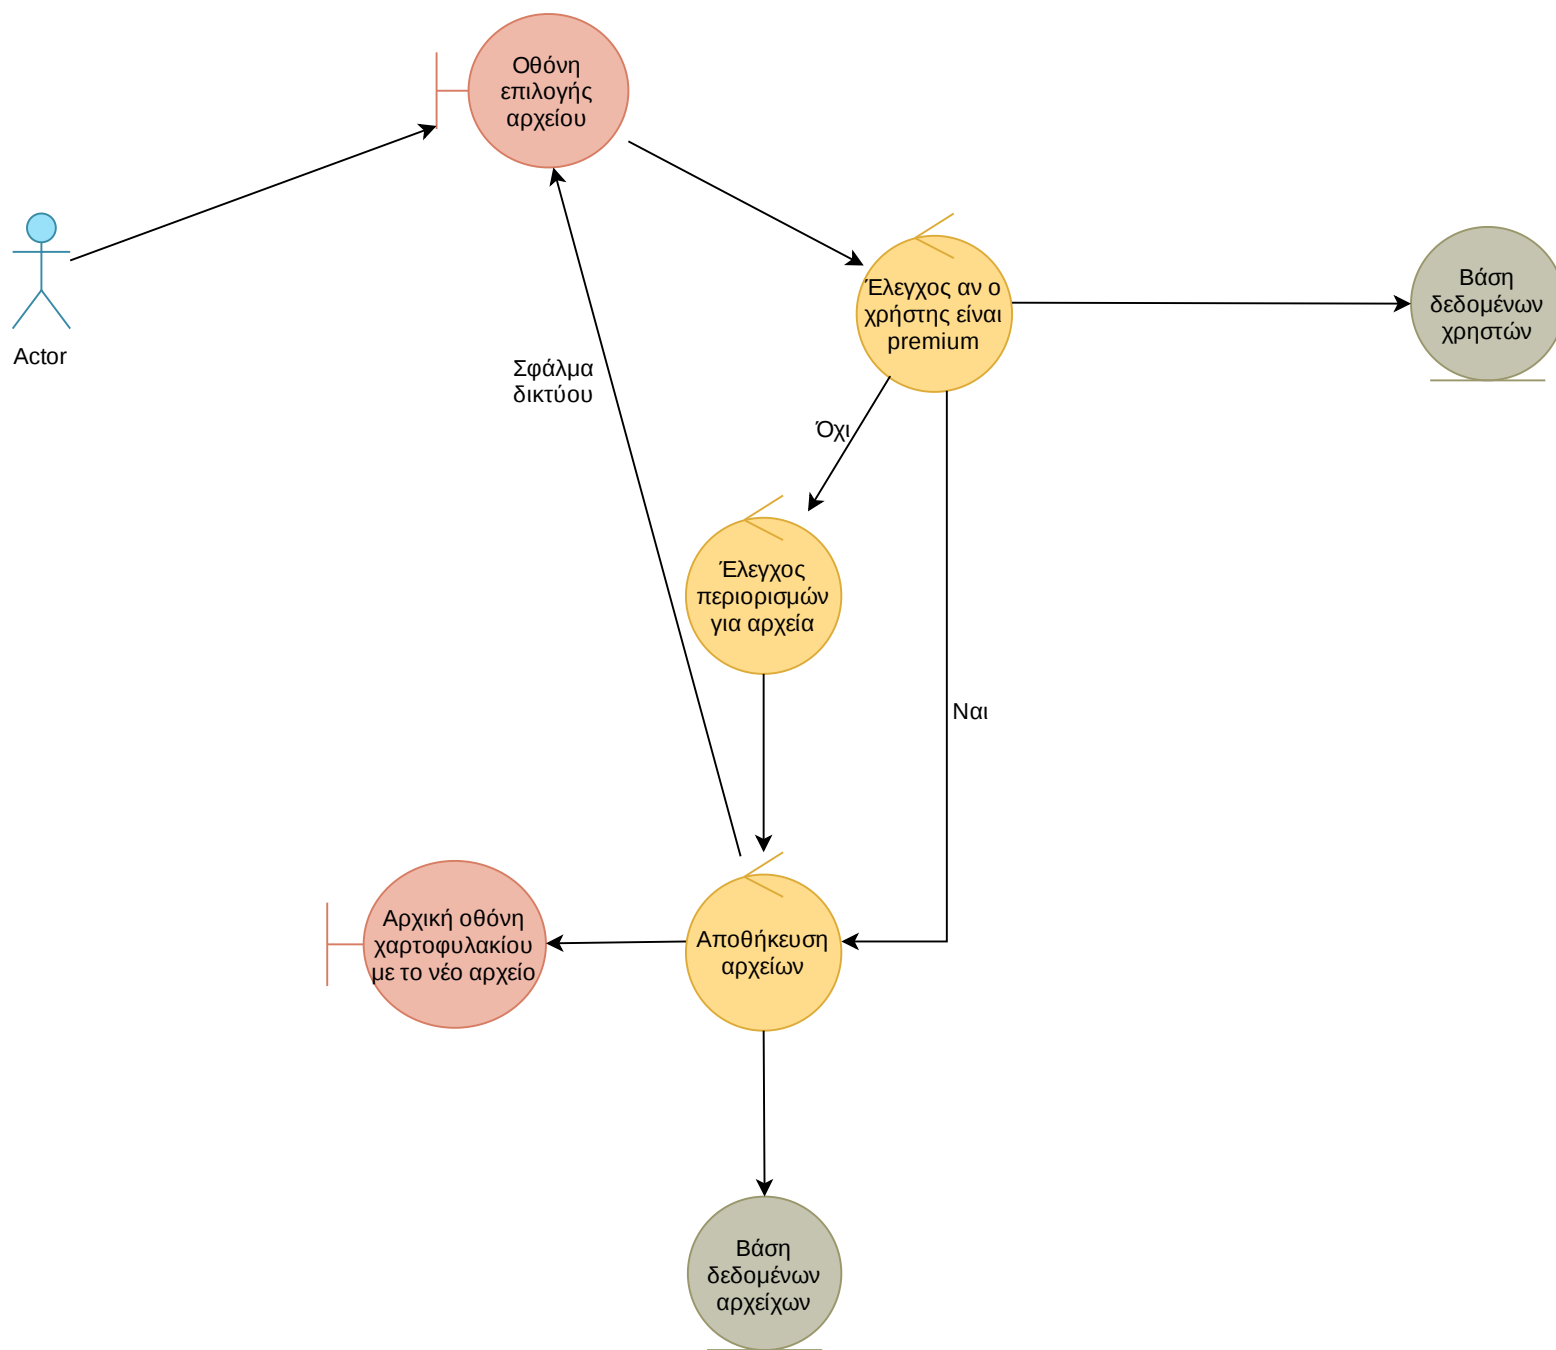 Οθόνη
επιλογής
αρχείου
Actor
Έλεγχος αν ο
χρήστης είναι
premium
Βάση
δεδομένων
χρηστών
Σφάλμα
δικτύου
Όχι
Έλεγχος
περιορισμών
για αρχεία
Ναι
Αρχική οθόνη
χαρτοφυλακίου
με το νέο αρχείο
Αποθήκευση
αρχείων
Βάση
δεδομένων
αρχείχων